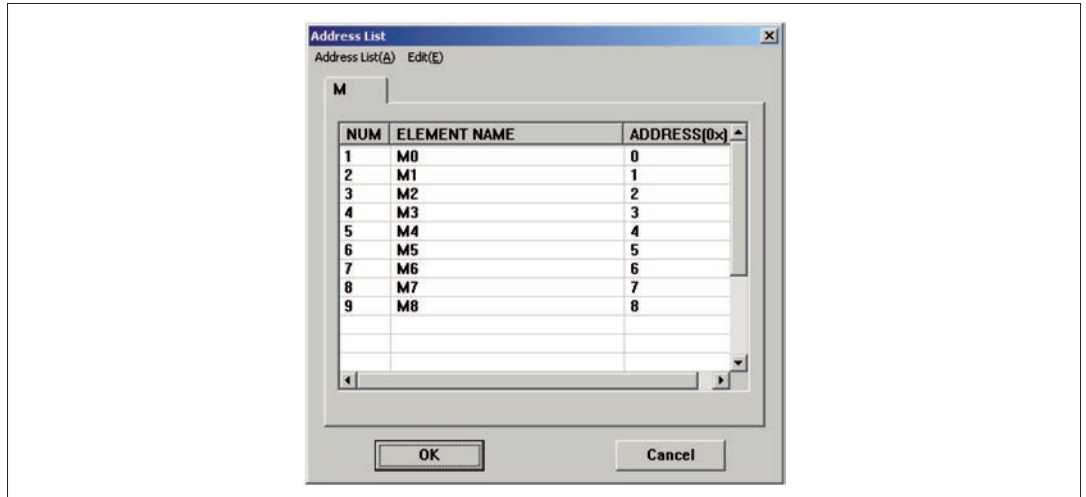 Address List
Address List(A) Edit(E)
M
NUM ELEMENT NAME ADDRESS(0x)
1 M0 0
2 M1 1
3 M2 2
4 M3 3
5 M4 4
6 M5 5
7 M6 6
8 M7 7
9 M8 8
OK Cancel